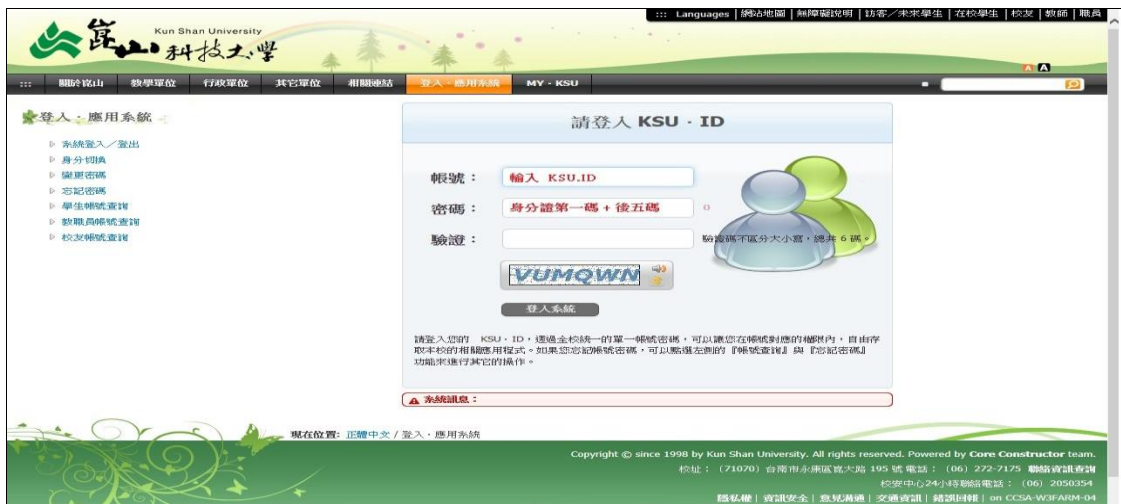 ::: Languages | 網站地圖 | 無障礙說明 | 訪客／未來學生 | 在校學生 | 校友 | 教師 | 職員
Kun Shan University
崑山科技大學
A A
::: 關於崑山 教學單位 行政單位 其它單位 相關連結 登入．應用系統 MY．KSU
登入．應用系統
系統登入／登出
身分切換
變更密碼
忘記密碼
學生帳號查詢
教職員帳號查詢
校友帳號查詢
請登入 KSU．ID
帳號： 輸入 KSU.ID
密碼： 身分證第一碼 + 後五碼
驗證： 驗證碼不區分大小寫，總共 6 碼。
VUMQWN
登入系統
請登入您的 KSU．ID，透過全校統一的單一帳號密碼，可以讓您在帳號對應的權限內，自由存
取本校的相關應用程式。如果您忘記帳號密碼，可以點選左側的『帳號查詢』與『忘記密碼』
功能來進行其它的操作。
系統訊息：
現在位置: 正體中文 / 登入．應用系統
Copyright © since 1998 by Kun Shan University. All rights reserved. Powered by Core Constructor team.
校址： （71070）台南市永康區崑大路 195 號 電話： （06）272-7175 聯絡資訊查詢
校安中心24小時聯絡電話： （06）2050354
隱私權 | 資訊安全 | 意見溝通 | 交通資訊 | 錯誤回報 | on CCSA-W3FARM-04